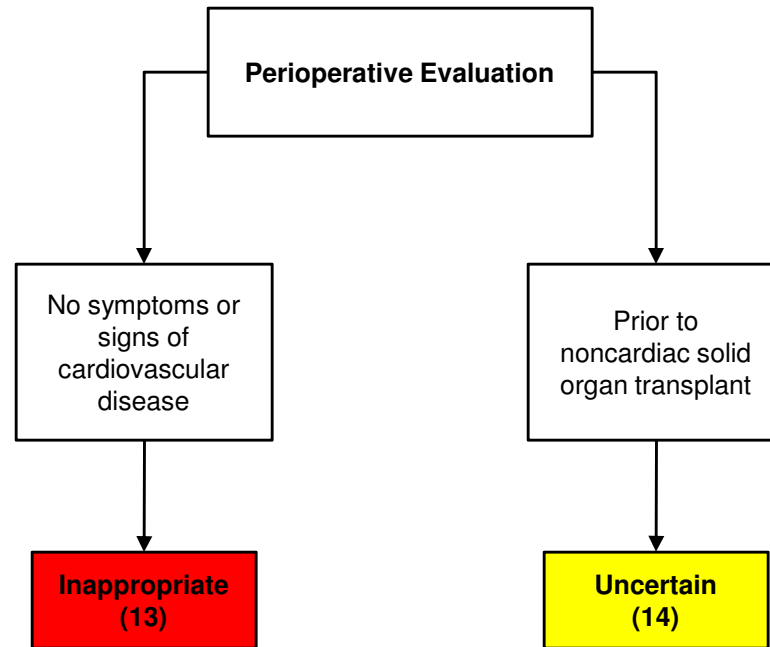 Perioperative Evaluation
No symptoms or
signs of
cardiovascular
disease
Prior to
noncardiac solid
organ transplant
Inappropriate
(13)
Uncertain
(14)